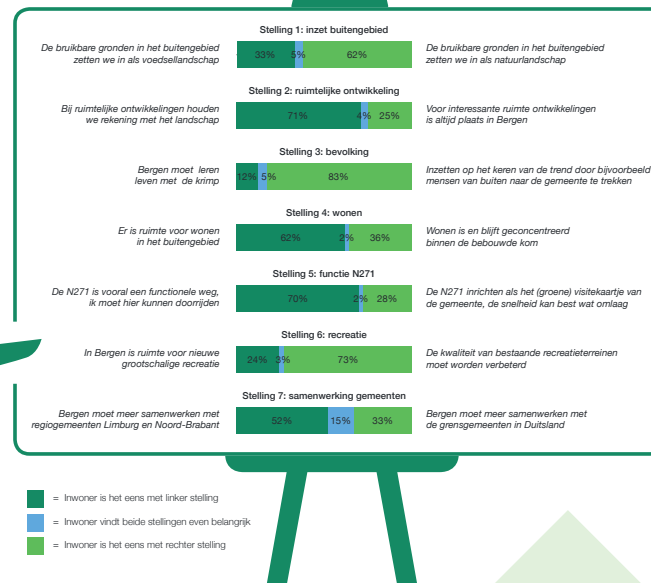 Stelling 1: inzet buitengebied
De bruikbare gronden in het buitengebied
zetten we in als voedsellandschap
33% 5% 62%
De bruikbare gronden in het buitengebied
zetten we in als natuurlandschap
Stelling 2: ruimtelijke ontwikkeling
Bij ruimtelijke ontwikkelingen houden
we rekening met het landschap
71% 4% 25%
Voor interessante ruimte ontwikkelingen
is altijd plaats in Bergen
Stelling 3: bevolking
Bergen moet leren
leven met de krimp
12% 5% 83%
Inzetten op het keren van de trend door bijvoorbeeld
mensen van buiten naar de gemeente te trekken
Stelling 4: wonen
Er is ruimte voor wonen
in het buitengebied
62% 2% 36%
Wonen is en blijft geconcentreerd
binnen de bebouwde kom
Stelling 5: functie N271
De N271 is vooral een functionele weg,
ik moet hier kunnen doorrijden
70% 2% 28%
De N271 inrichten als het (groene) visitekaartje van
de gemeente, de snelheid kan best wat omlaag
Stelling 6: recreatie
In Bergen is ruimte voor nieuwe
grootschalige recreatie
24% 3% 73%
De kwaliteit van bestaande recreatieterreinen
moet worden verbeterd
Stelling 7: samenwerking gemeenten
Bergen moet meer samenwerken met
regiogemeenten Limburg en Noord-Brabant
52% 15% 33%
Bergen moet meer samenwerken met
de grensgemeenten in Duitsland
= Inwoner is het eens met linker stelling
= Inwoner vindt beide stellingen even belangrijk
= Inwoner is het eens met rechter stelling